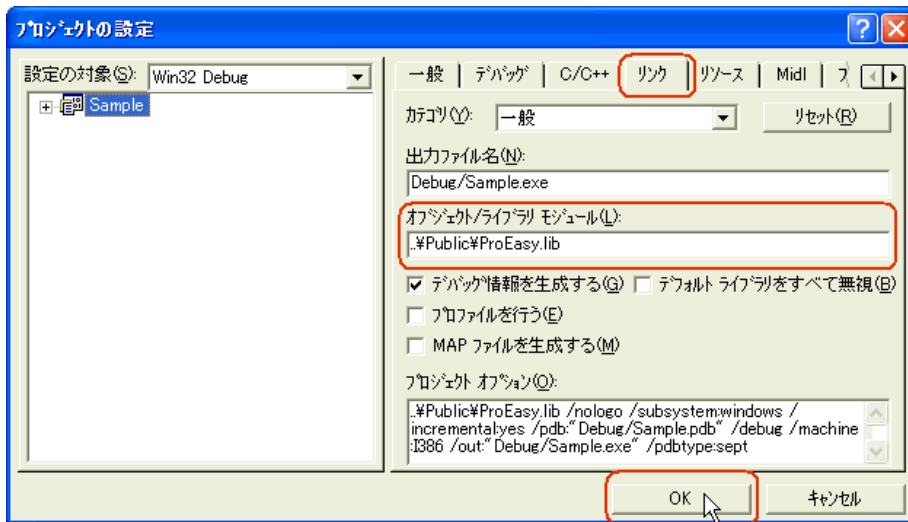 プロジェクトの設定
設定の対象(S): Win32 Debug
Sample
一般 デバッグ C/C++ リンク リソース Midl
カテゴリ(Y): 一般 リセット(R)
出力ファイル名(N):
Debug/Sample.exe
オブジェクト/ライブラリ モジュール(L):
..¥Public¥ProEasy.lib
デバッグ情報を生成する(G) デフォルト ライブラリをすべて無視(B)
プロファイルを行う(E)
MAP ファイルを生成する(M)
プロジェクト オプション(O):
..¥Public¥ProEasy.lib /nologo /subsystem:windows /
incremental:yes /pdb:"Debug/Sample.pdb" /debug /machine
:I386 /out:"Debug/Sample.exe" /pdbtype:sept
OK キャンセル